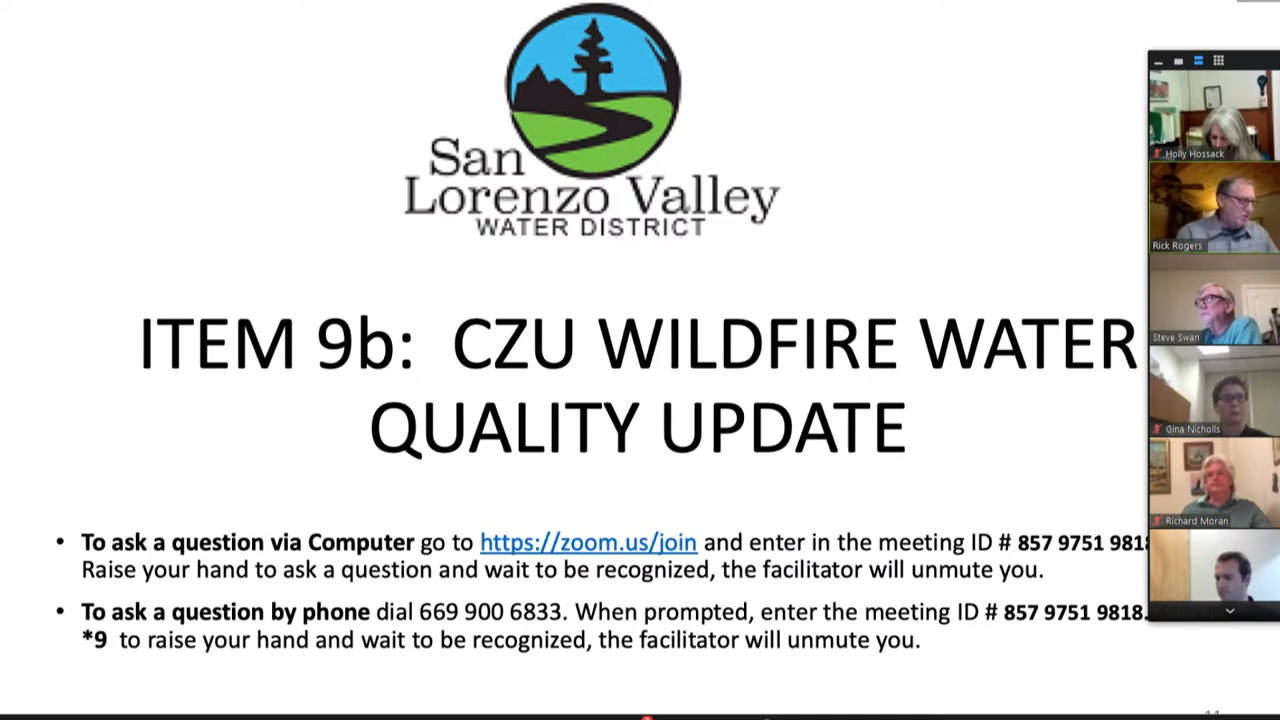 San
Lorenzo Valley
WATER DISTRICT
ITEM 9b: CZU WILDFIRE WATER
QUALITY UPDATE
• To ask a question via Computer go to https://zoom.us/join and enter in the meeting ID # 857 9751 981
Raise your hand to ask a question and wait to be recognized, the facilitator will unmute you.
• To ask a question by phone dial 669 900 6833. When prompted, enter the meeting ID # 857 9751 9818.
*9 to raise your hand and wait to be recognized, the facilitator will unmute you.
Holly Hossack
Rick Rogers
Steve Swan
Gina Nicholls
Richard Moran